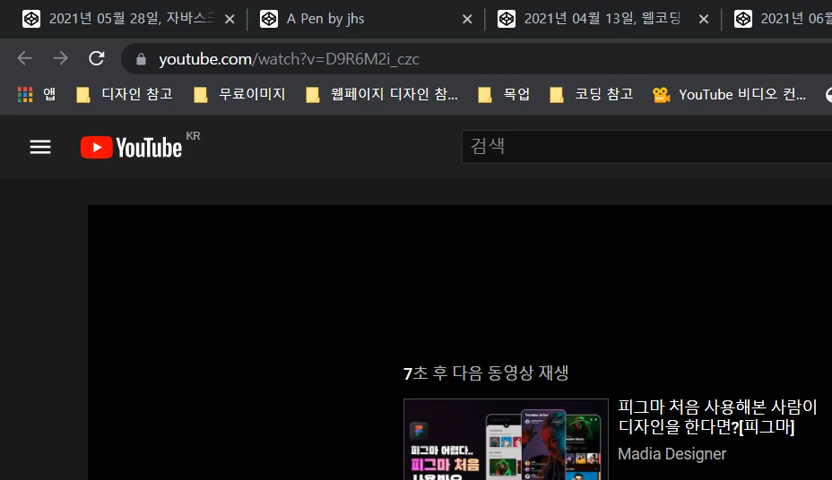 2021년 05월 28일, 자바스
A Pen by jhs
2021년 04월 13일, 웹코딩
2021년 06
youtube.com/watch?v=D9R6M2i_czc
앱
디자인 참고
무료이미지
웹페이지 디자인 참...
목업
코딩 참고
YouTube 비디오 컨...
YouTube KR
검색
7초 후 다음 동영상 재생
피그마 처음 사용해본 사람이
디자인을 한다면?[피그마]
Madia Designer
피그마 어렵다..
피그마 처음